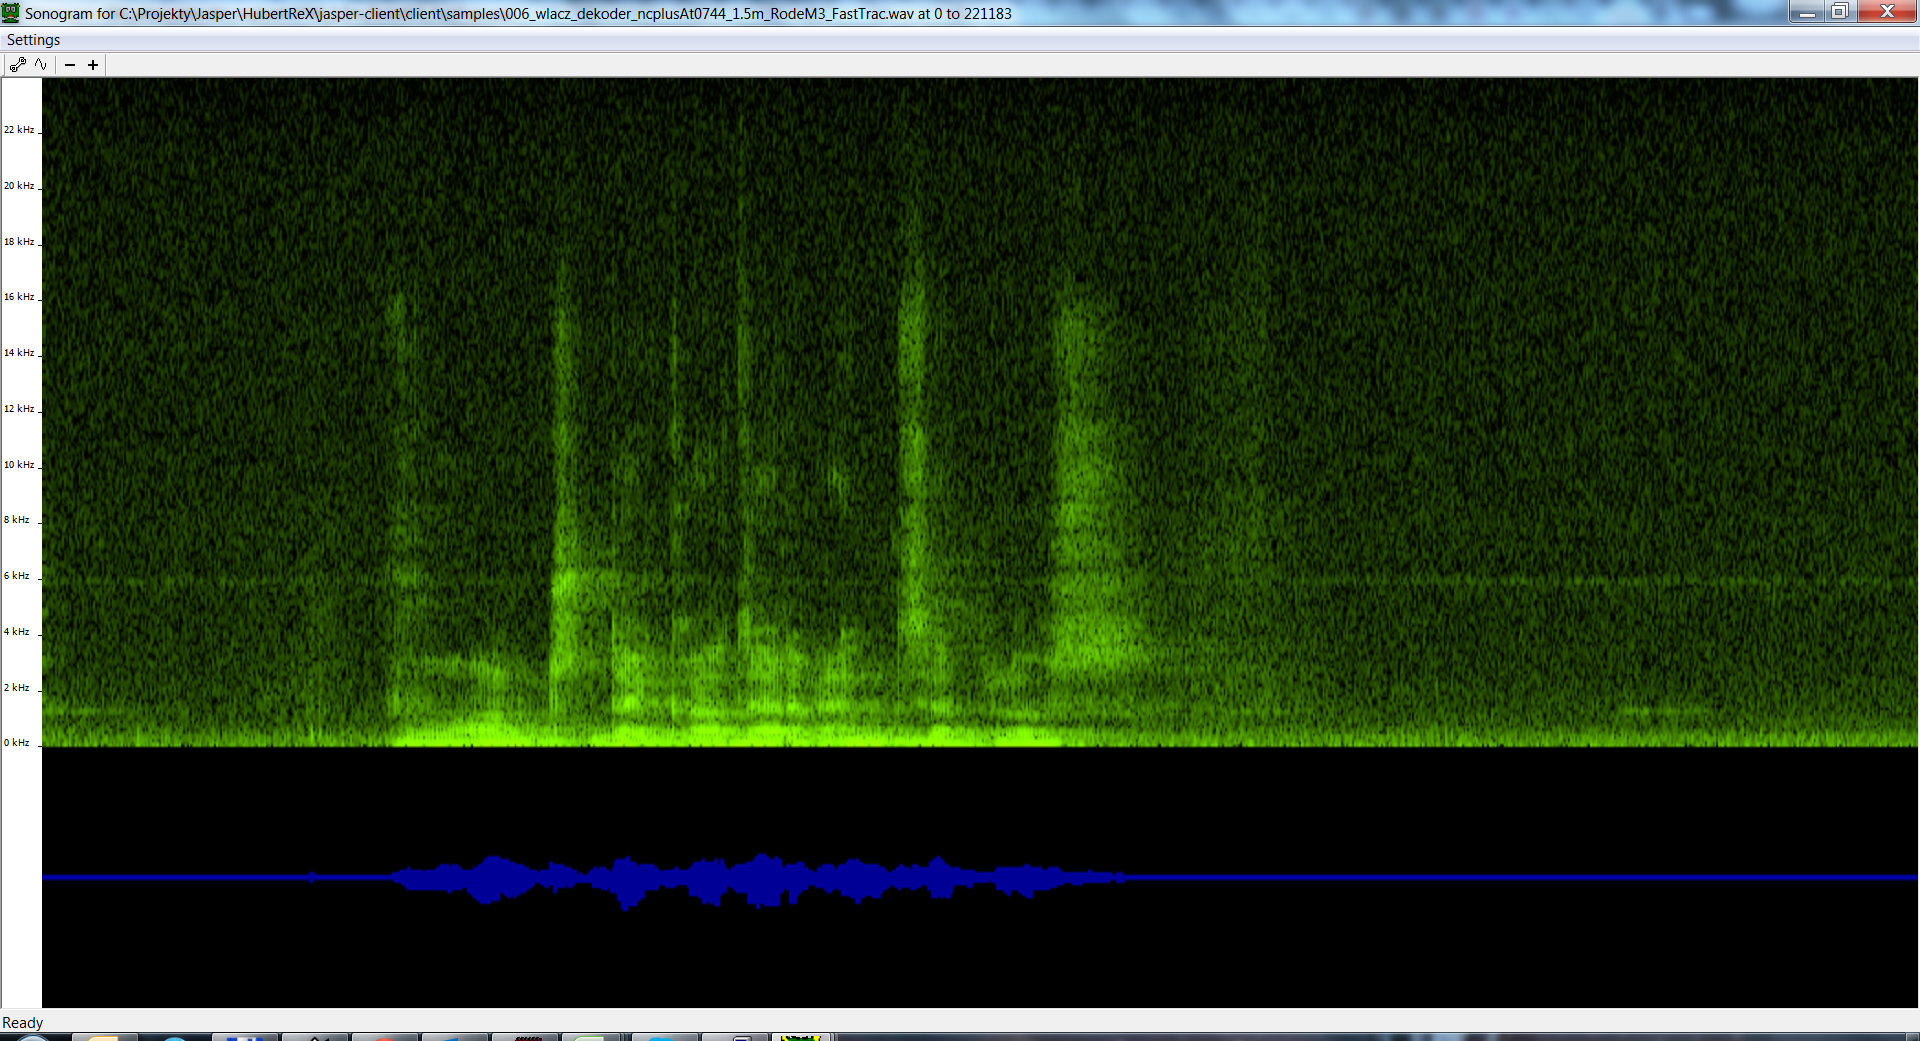 Sonogram for C:\Projekty\Jasper\HubertReX\jasper-client\client\samples\006_wlacz_dekoder_ncplusAt0744_1.5m_RodeM3_FastTrac.wav at 0 to 221183
Settings
22 kHz
20 kHz
18 kHz
16 kHz
14 kHz
12 kHz
10 kHz
8 kHz
6 kHz
4 kHz
2 kHz
0 kHz
Ready